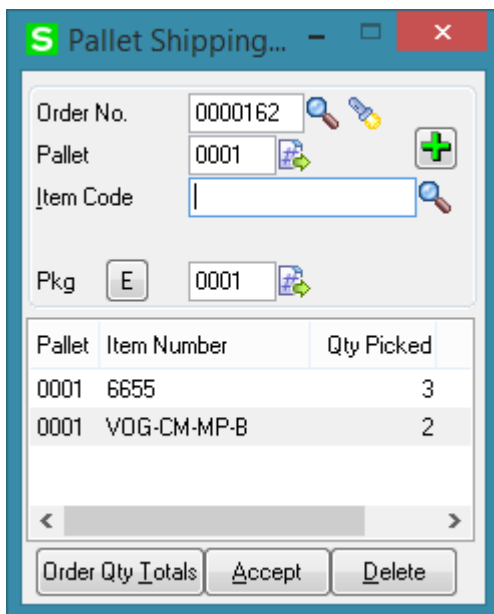 S Pallet Shipping...
Order No. 0000162
Pallet 0001
Item Code
Pkg E 0001
Pallet Item Number Qty Picked
0001 6655 3
0001 VOG-CM-MP-B 2
Order Qty Totals Accept Delete